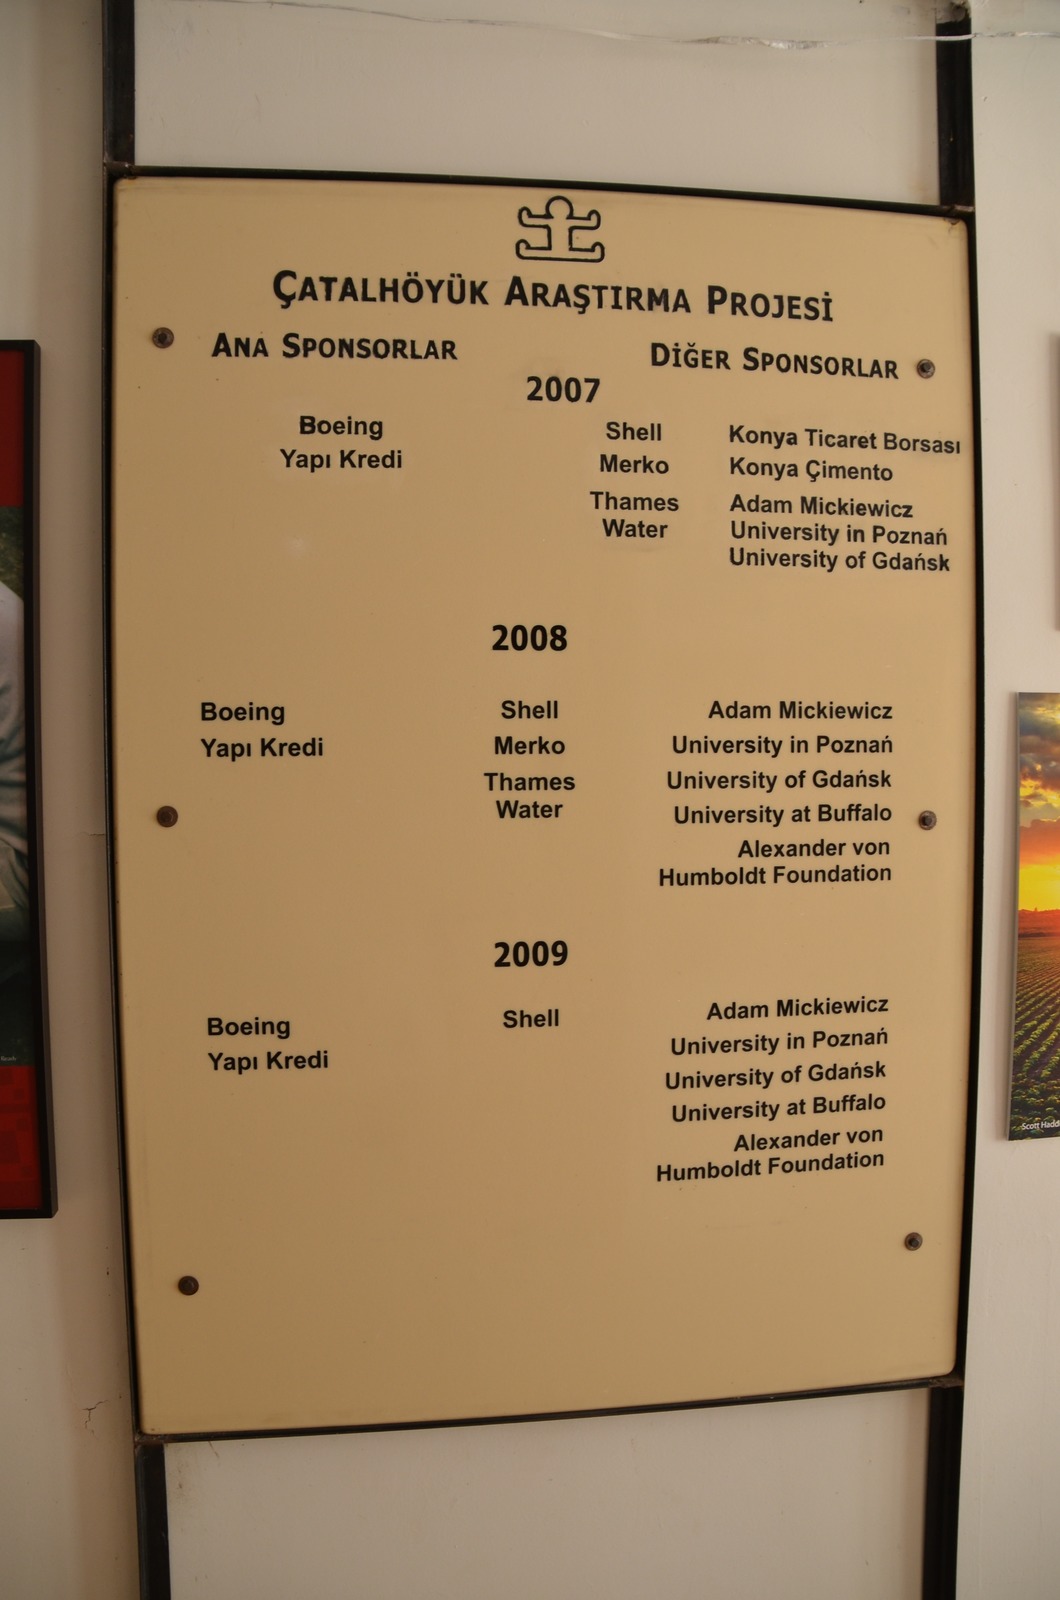 ÇATALHÖYÜK ARAŞTIRMA PROJESİ
ANA SPONSORLAR
DİĞER SPONSORLAR
2007
Boeing
Yapı Kredi
Shell
Merko
Thames
Water
Konya Ticaret Borsası
Konya Çimento
Adam Mickiewicz
University in Poznań
University of Gdańsk
2008
Boeing
Yapı Kredi
Shell
Merko
Thames
Water
Adam Mickiewicz
University in Poznań
University of Gdańsk
University at Buffalo
Alexander von
Humboldt Foundation
2009
Boeing
Yapı Kredi
Shell
Adam Mickiewicz
University in Poznań
University of Gdańsk
University at Buffalo
Alexander von
Humboldt Foundation
Scott